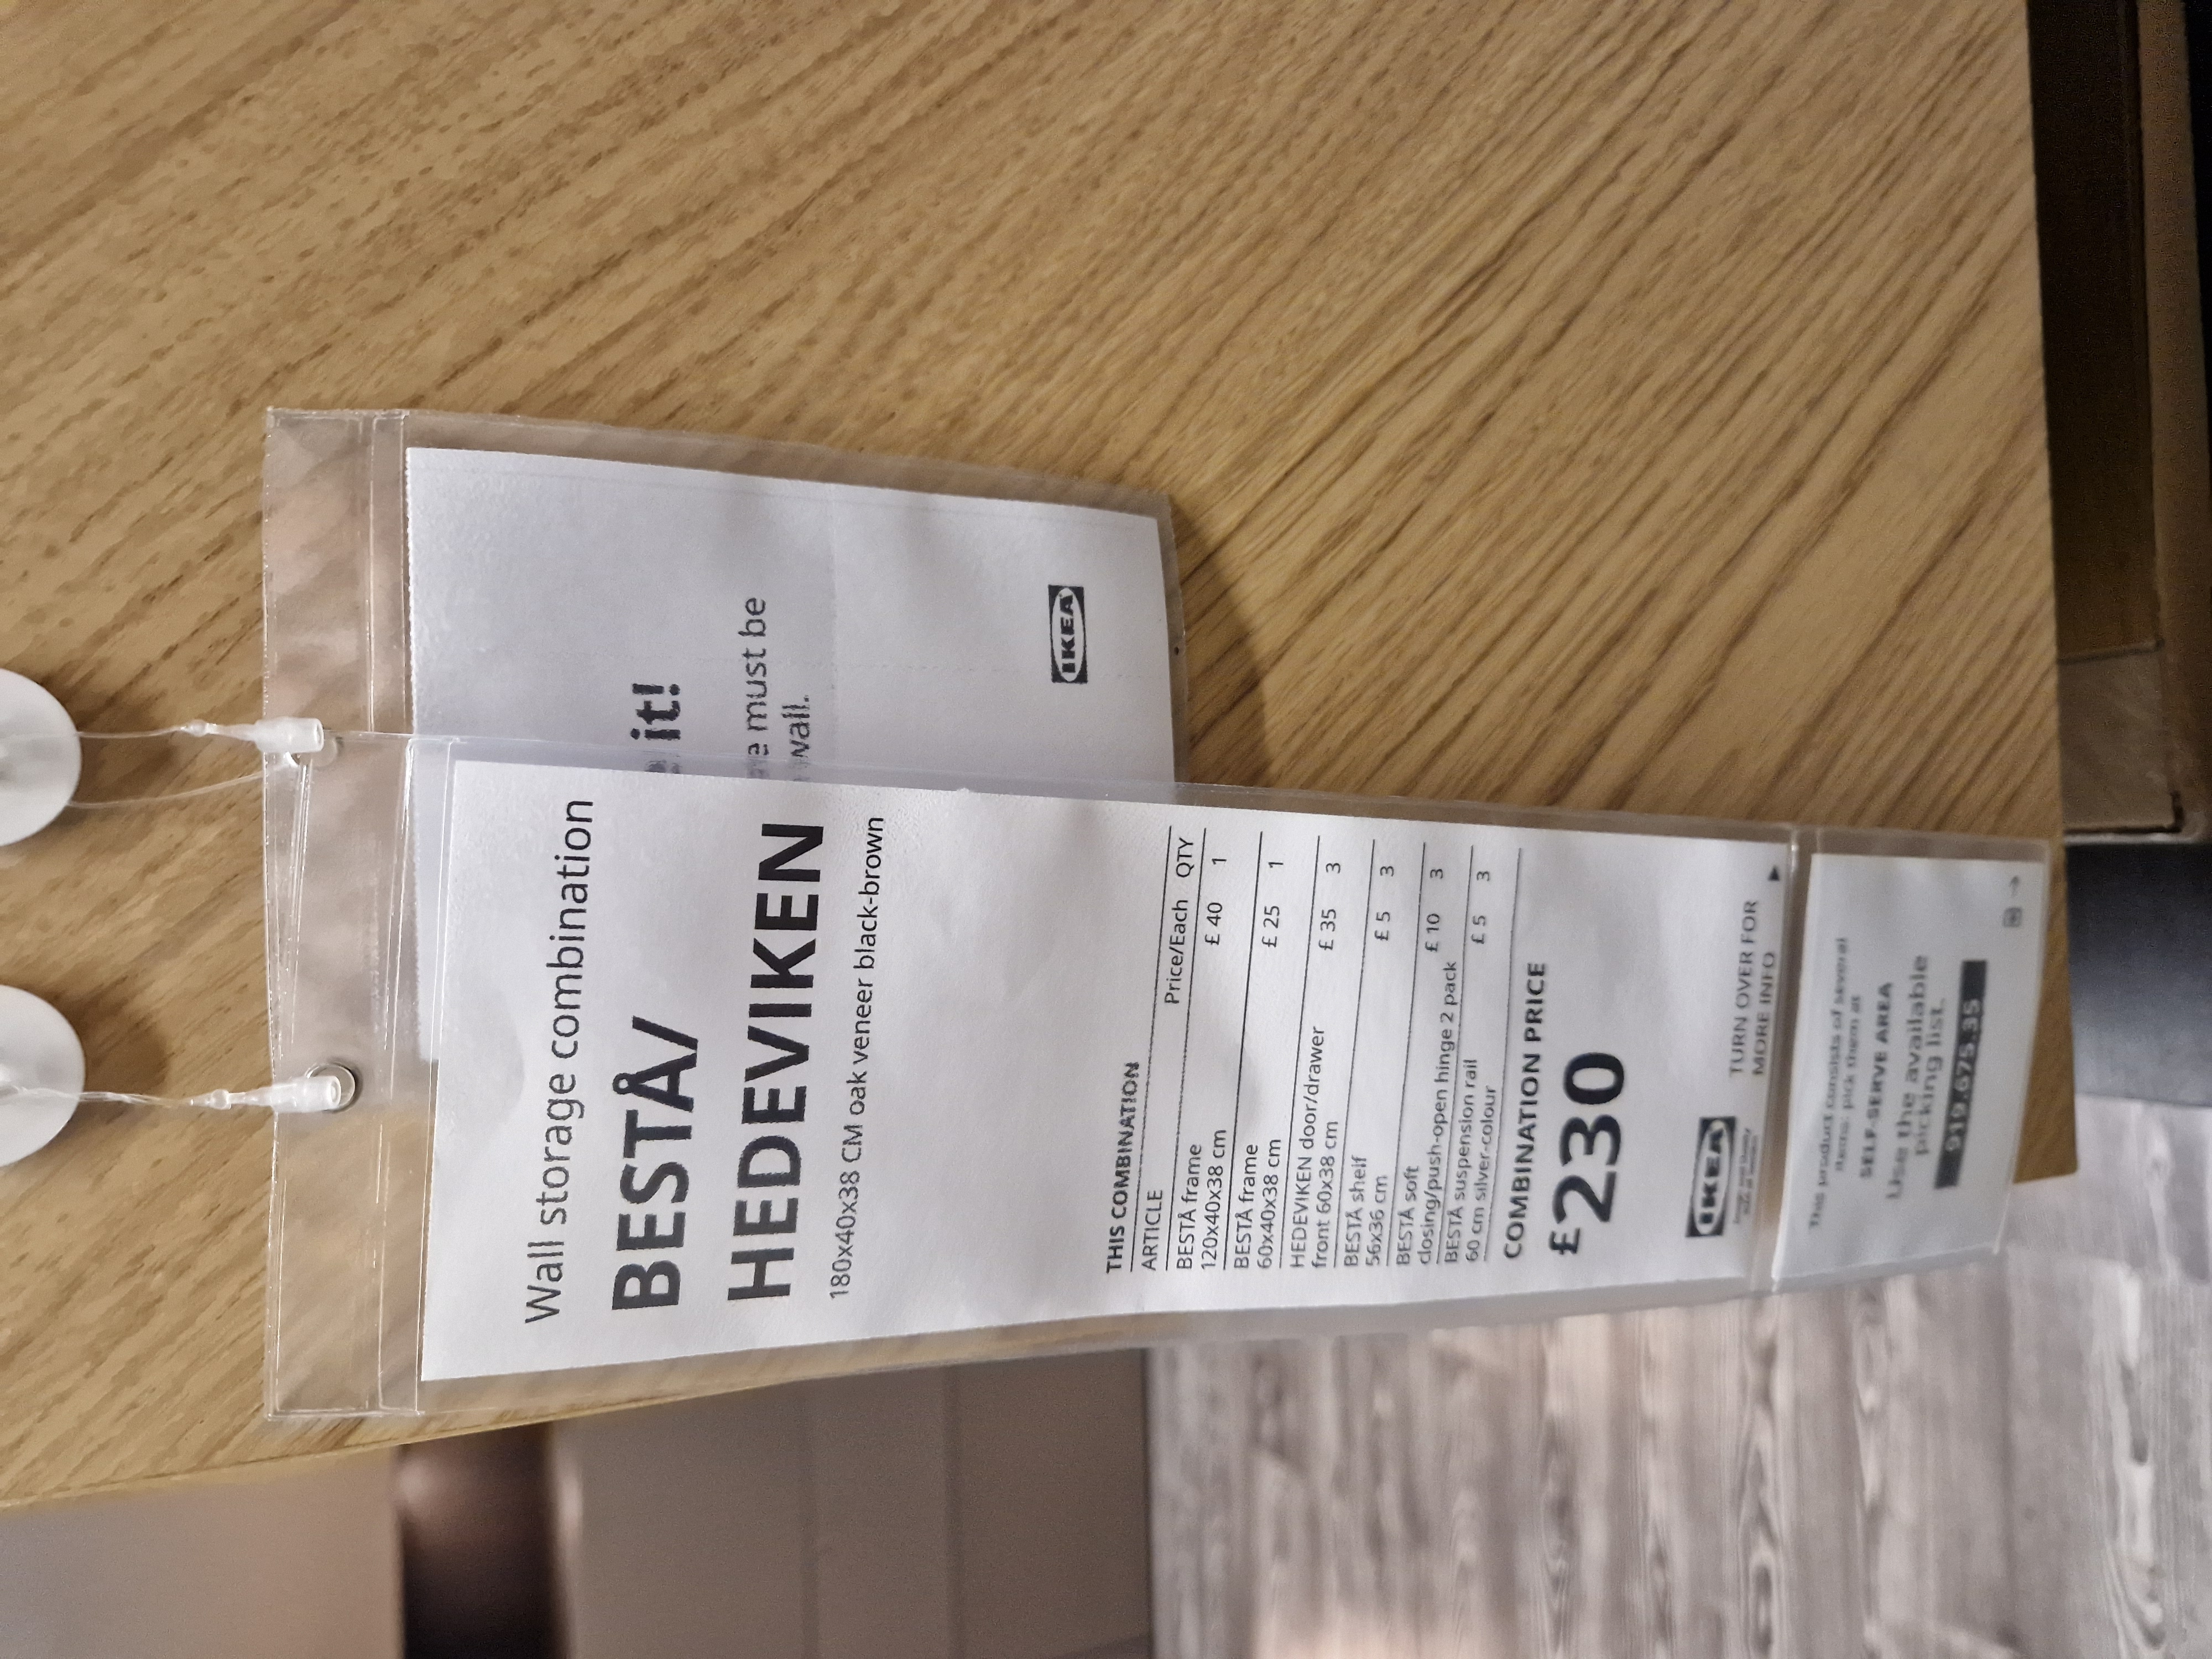 Wall storage combination
BESTÅ/
HEDEVIKEN
180x40x38 CM oak veneer black-brown
THIS COMBINATION
ARTICLE Price/Each QTY
BESTÅ frame
120x40x38 cm £ 40 1
BESTÅ frame
60x40x38 cm £ 25 1
HEDEVIKEN door/drawer
front 60x38 cm £ 35 3
BESTÅ shelf
56x36 cm £ 5 3
BESTÅ soft
closing/push-open hinge 2 pack £ 10 3
BESTÅ suspension rail
60 cm silver-colour £ 5 3
COMBINATION PRICE
£230
IKEA
TURN OVER FOR
MORE INFO
This product consists of several
items: pick them at
SELF-SERVE AREA
Use the available
picking list.
919.675.35
it!
must be
wall.
IKEA